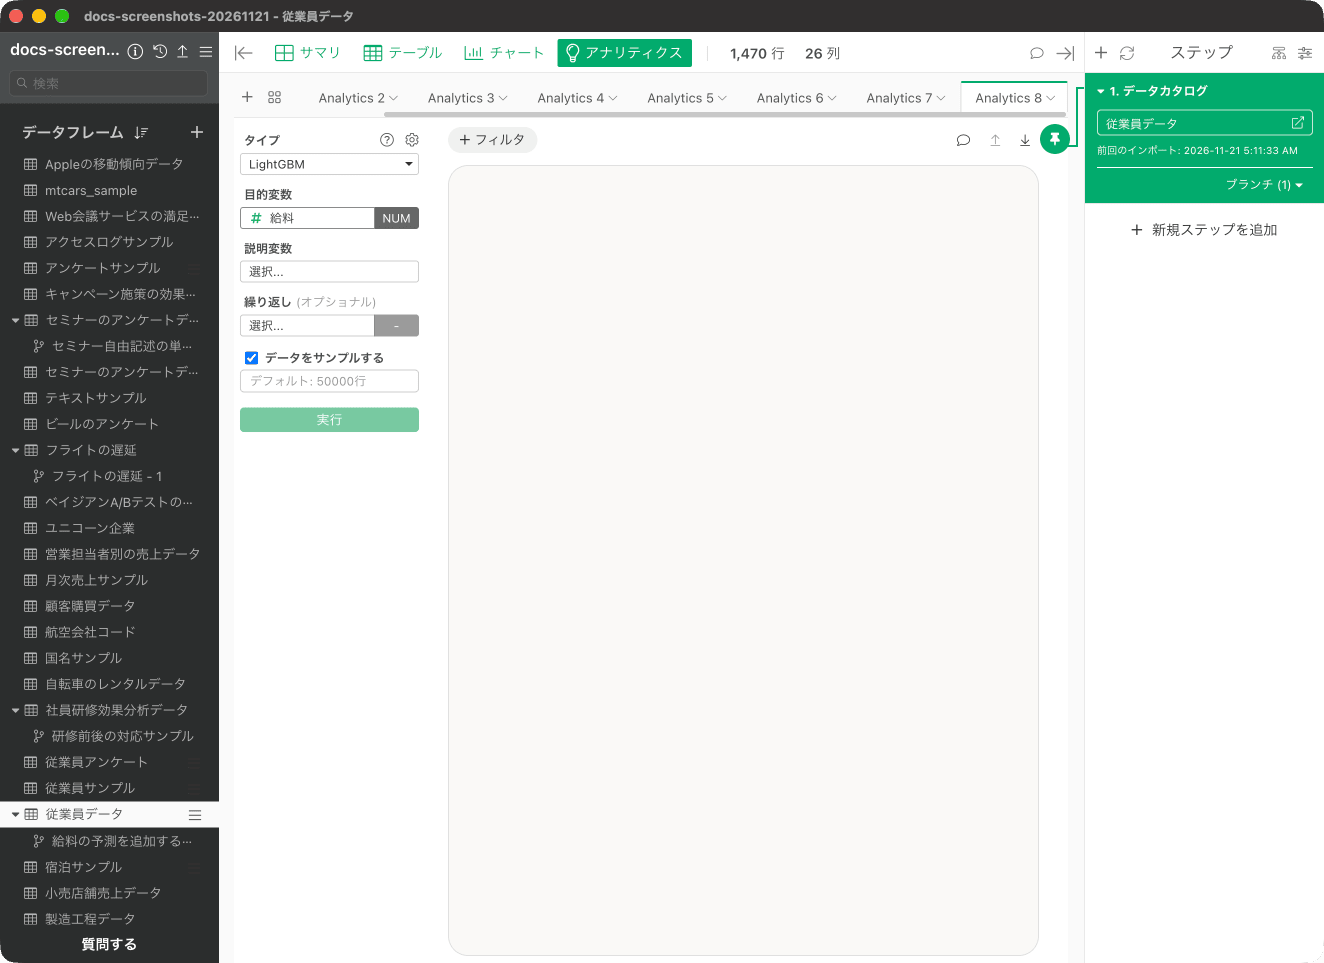 docs-screenshots-20261121 - 従業員データ
docs-screen...
検索
データフレーム
Appleの移動傾向データ
mtcars_sample
Web会議サービスの満足…
アクセスログサンプル
アンケートサンプル
キャンペーン施策の効果…
セミナーのアンケートデ…
セミナー自由記述の単…
セミナーのアンケートデ…
テキストサンプル
ビールのアンケート
フライトの遅延
フライトの遅延 - 1
ベイジアンA/Bテストの…
ユニコーン企業
営業担当者別の売上データ
月次売上サンプル
顧客購買データ
航空会社コード
国名サンプル
自転車のレンタルデータ
社員研修効果分析データ
研修前後の対応サンプル
従業員アンケート
従業員サンプル
従業員データ
給料の予測を追加する…
宿泊サンプル
小売店舗売上データ
製造工程データ
質問する
サマリ
テーブル
チャート
アナリティクス
1,470 行
26 列
Analytics 2
Analytics 3
Analytics 4
Analytics 5
Analytics 6
Analytics 7
Analytics 8
タイプ
LightGBM
目的変数
# 給料 NUM
説明変数
選択...
繰り返し (オプショナル)
選択... -
データをサンプルする
デフォルト: 50000行
実行
+ フィルタ
ステップ
1. データカタログ
従業員データ
前回のインポート: 2026-11-21 5:11:33 AM
ブランチ (1)
+ 新規ステップを追加